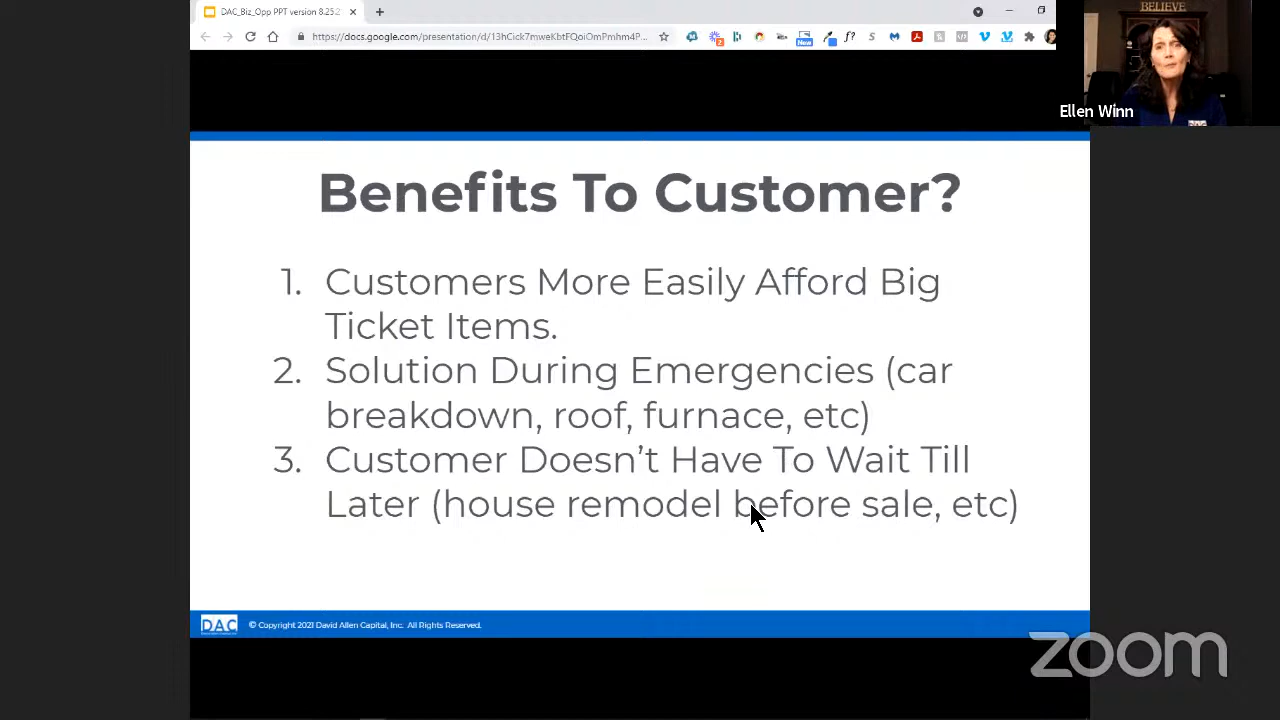 DAC_Biz_Opp PPT version 8.25.2
https://docs.google.com/presentation/d/13hCick7mweKbtFQoiOmPmhm4P...
New
BELIEVE
Ellen Winn
Benefits To Customer?
1. Customers More Easily Afford Big
Ticket Items.
2. Solution During Emergencies (car
breakdown, roof, furnace, etc)
3. Customer Doesn't Have To Wait Till
Later (house remodel before sale, etc)
DAC
© Copyright 2021 David Allen Capital, Inc. All Rights Reserved.
zoom